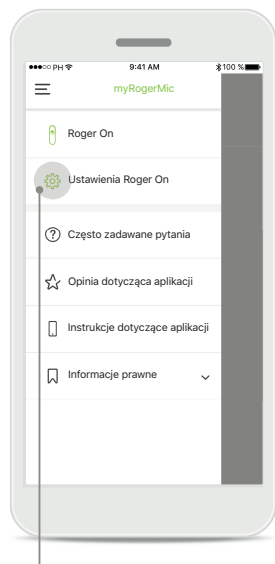 ●●●○○ PH 9:41 AM 100 %
myRogerMic
Roger On
Ustawienia Roger On
Często zadawane pytania
Opinia dotycząca aplikacji
Instrukcje dotyczące aplikacji
Informacje prawne